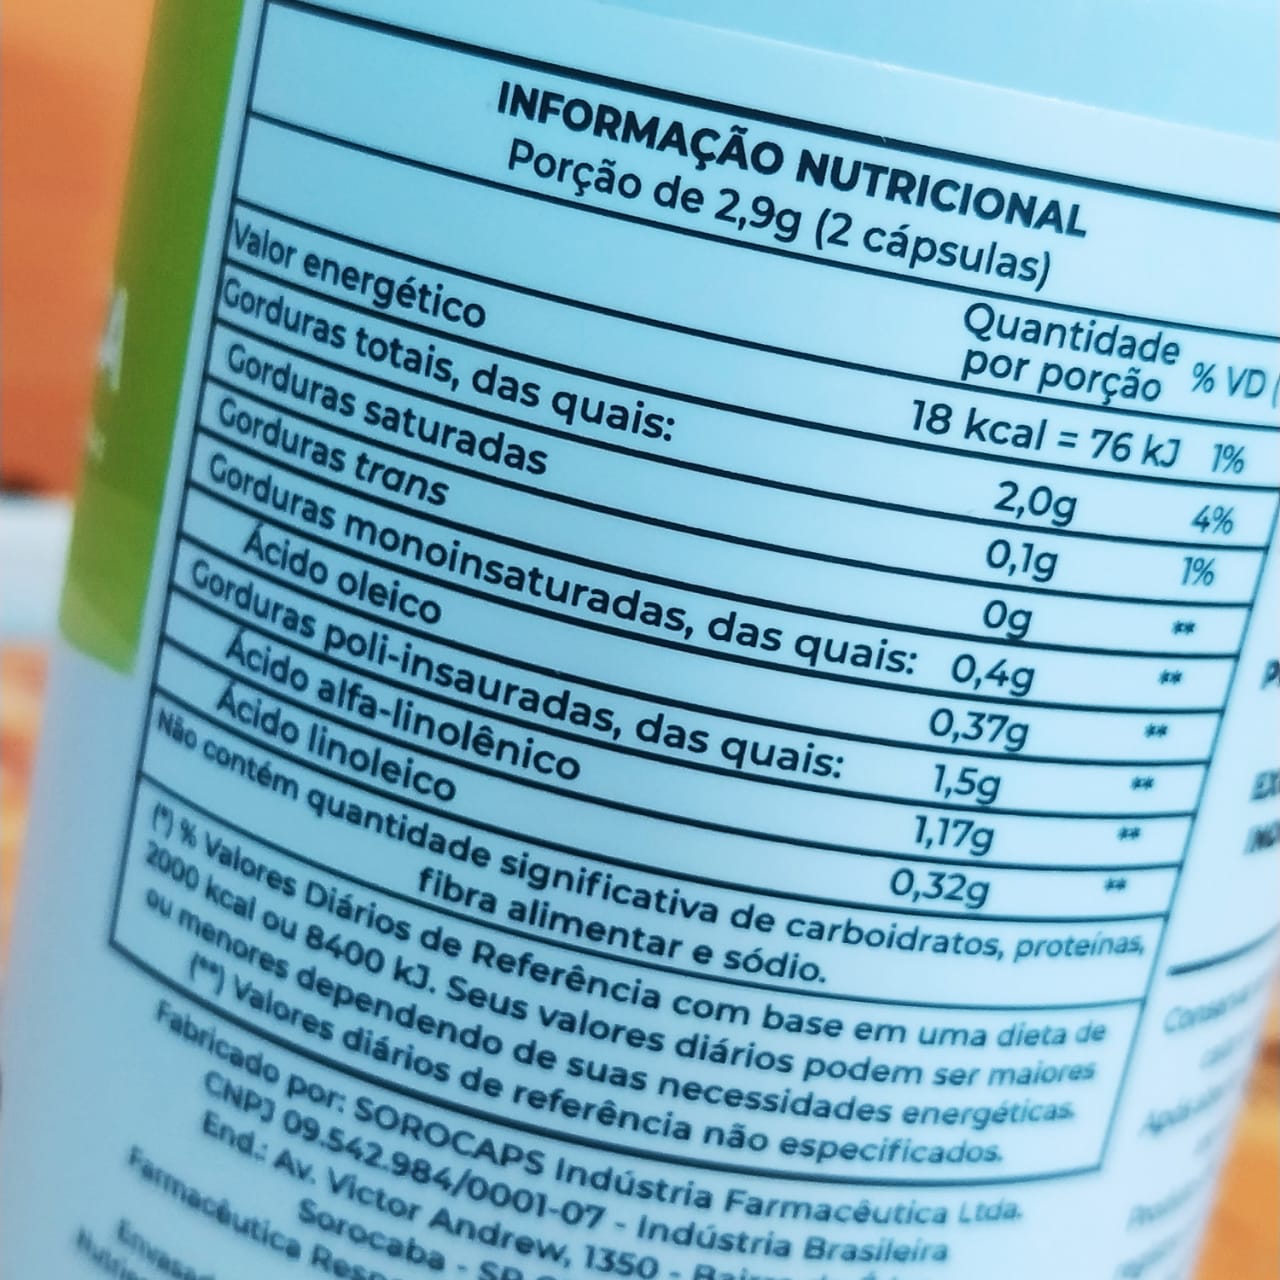 INFORMAÇÃO NUTRICIONAL
Porção de 2,9g (2 cápsulas)
Quantidade por porção % VD (
Valor energético 18 kcal = 76 kJ 1%
Gorduras totais, das quais: 2,0g 4%
Gorduras saturadas 0,1g 1%
Gorduras trans 0g **
Gorduras monoinsaturadas, das quais: 0,4g **
Ácido oleico 0,37g **
Gorduras poli-insauradas, das quais: 1,5g **
Ácido alfa-linolênico 1,17g **
Ácido linoleico 0,32g **
Não contém quantidade significativa de carboidratos, proteínas,
fibra alimentar e sódio.
(*) % Valores Diários de Referência com base em uma dieta de
2000 kcal ou 8400 kJ. Seus valores diários podem ser maiores
ou menores dependendo de suas necessidades energéticas.
(**) Valores diários de referência não especificados.
Fabricado por: SOROCAPS Indústria Farmacêutica Ltda.
CNPJ 09.542.984/0001-07 - Indústria Brasileira
End.: Av. Victor Andrew, 1350 -
Sorocaba - SP
Farmacêutica
A